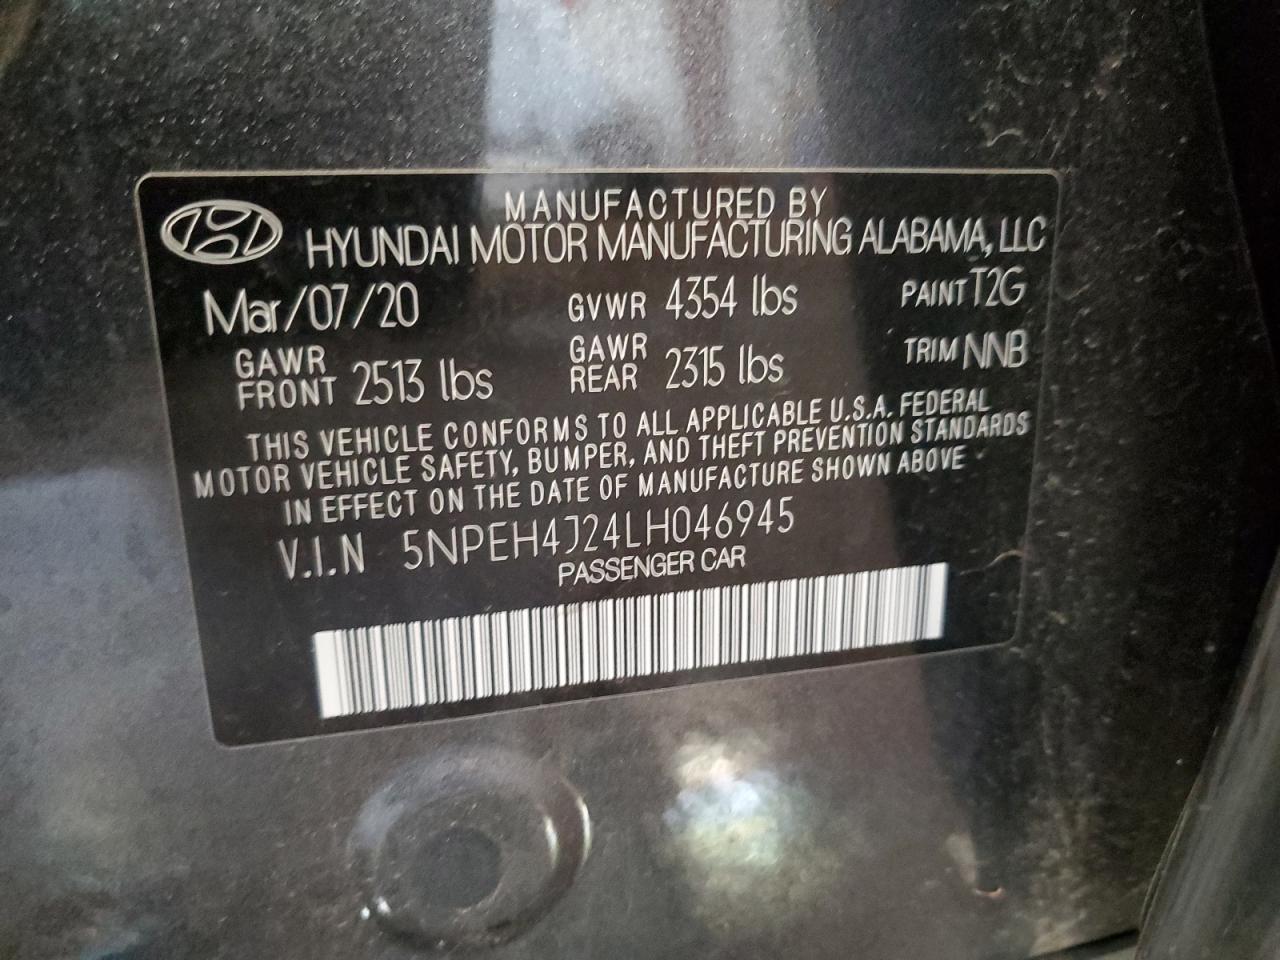 MANUFACTURED BY
HYUNDAI MOTOR MANUFACTURING ALABAMA, LLC
Mar/07/20 GVWR 4354 lbs PAINT T2G
GAWR FRONT 2513 lbs GAWR REAR 2315 lbs TRIM NNB
THIS VEHICLE CONFORMS TO ALL APPLICABLE U.S.A. FEDERAL
MOTOR VEHICLE SAFETY, BUMPER, AND THEFT PREVENTION STANDARDS
IN EFFECT ON THE DATE OF MANUFACTURE SHOWN ABOVE
V.I.N 5NPEH4J24LH046945
PASSENGER CAR